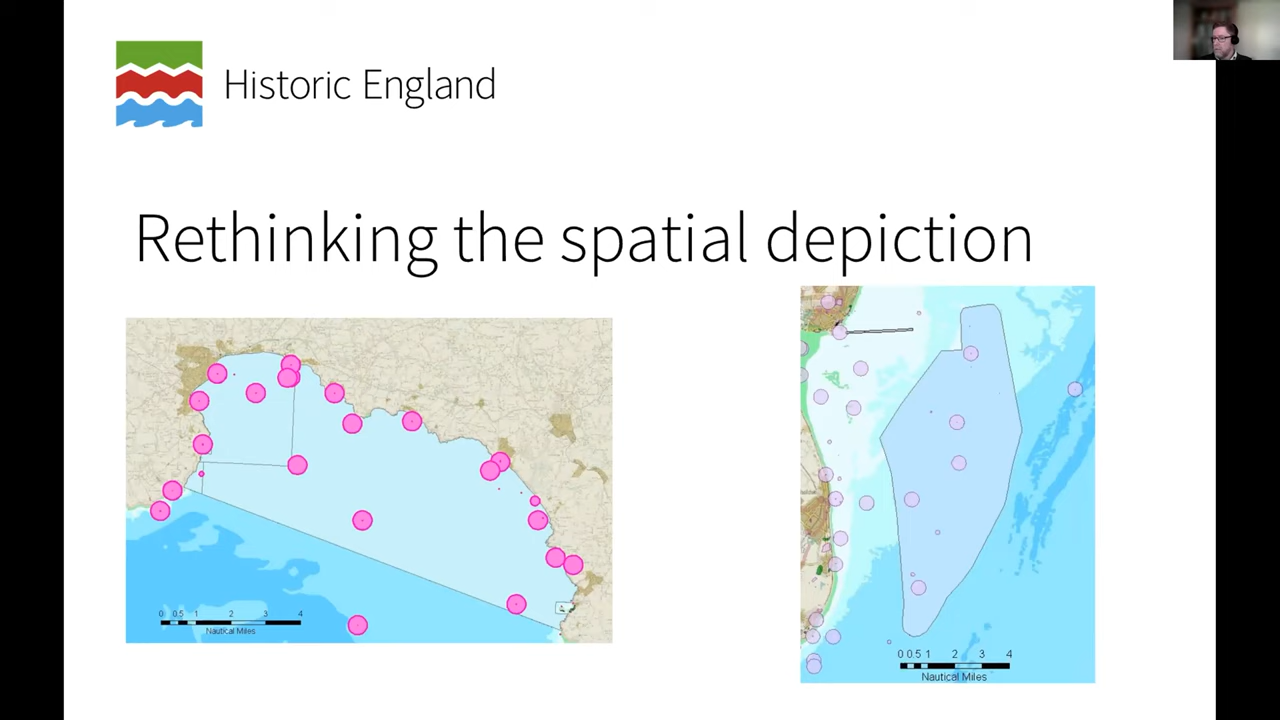 Historic England
Rethinking the spatial depiction
0 0.5 1 2 3 4
Nautical Miles
0 0.5 1 2 3 4
Nautical Miles